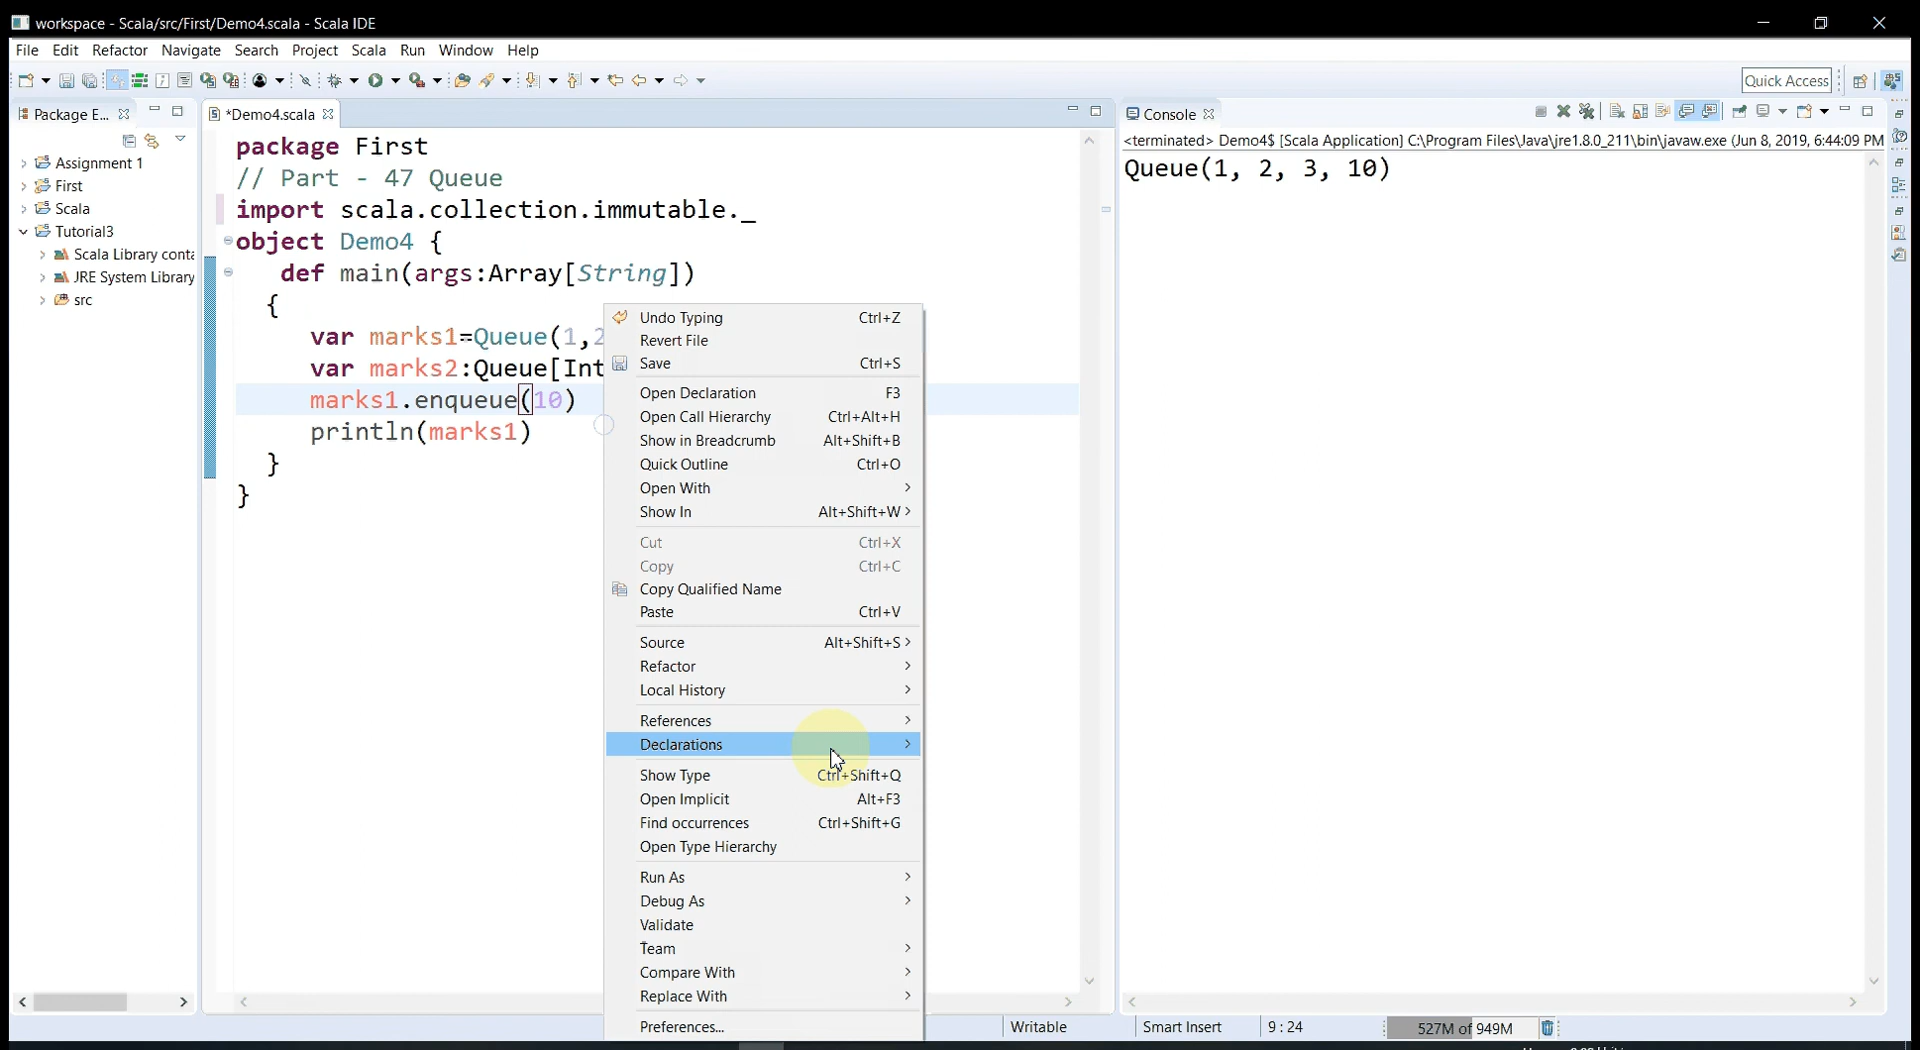 workspace - Scala/src/First/Demo4.scala - Scala IDE
File Edit Refactor Navigate Search Project Scala Run Window Help
Quick Access
Package E...
Assignment 1
First
Scala
Tutorial3
Scala Library conta
JRE System Library
src
*Demo4.scala
package First
// Part - 47 Queue
import scala.collection.immutable._
object Demo4 {
def main(args:Array[String])
{
var marks1=Queue(1,2
var marks2:Queue[Int
marks1.enqueue(10)
println(marks1)
}
}
Undo Typing Ctrl+Z
Revert File
Save Ctrl+S
Open Declaration F3
Open Call Hierarchy Ctrl+Alt+H
Show in Breadcrumb Alt+Shift+B
Quick Outline Ctrl+O
Open With
Show In Alt+Shift+W
Cut Ctrl+X
Copy Ctrl+C
Copy Qualified Name
Paste Ctrl+V
Source Alt+Shift+S
Refactor
Local History
References
Declarations
Show Type Ctrl+Shift+Q
Open Implicit Alt+F3
Find occurrences Ctrl+Shift+G
Open Type Hierarchy
Run As
Debug As
Validate
Team
Compare With
Replace With
Preferences...
Console
<terminated> Demo4$ [Scala Application] C:\Program Files\Java\jre1.8.0_211\bin\javaw.exe (Jun 8, 2019, 6:44:09 PM
Queue(1, 2, 3, 10)
Writable Smart Insert 9 : 24 527M of 949M